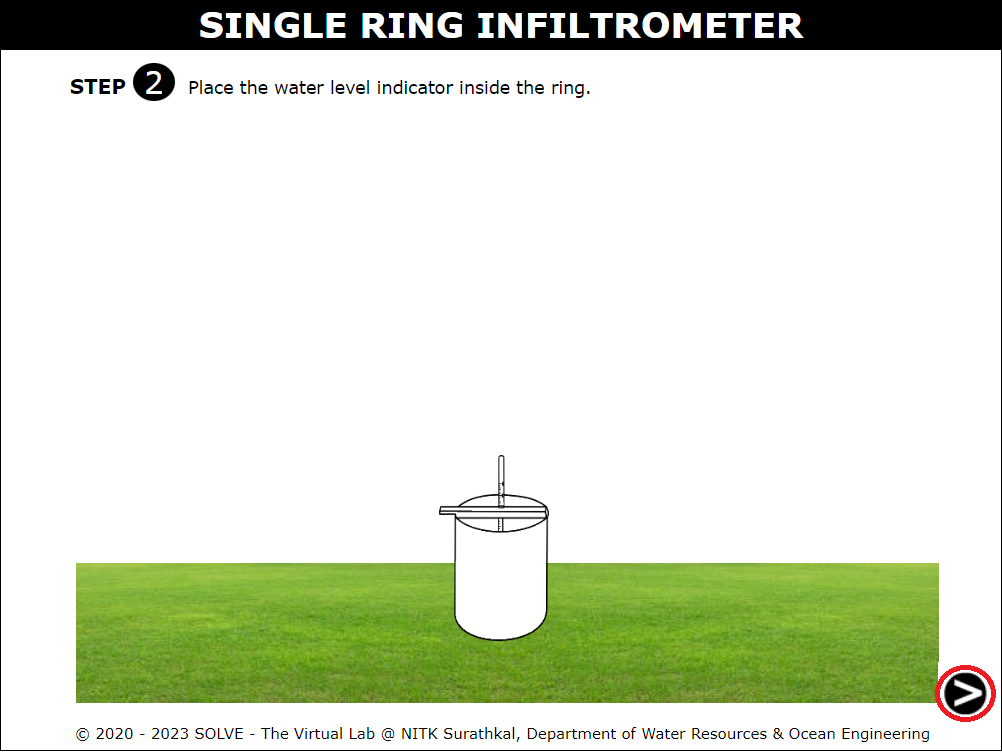 SINGLE RING INFILTROMETER
STEP 2 Place the water level indicator inside the ring.
>
© 2020 - 2023 SOLVE - The Virtual Lab @ NITK Surathkal, Department of Water Resources & Ocean Engineering